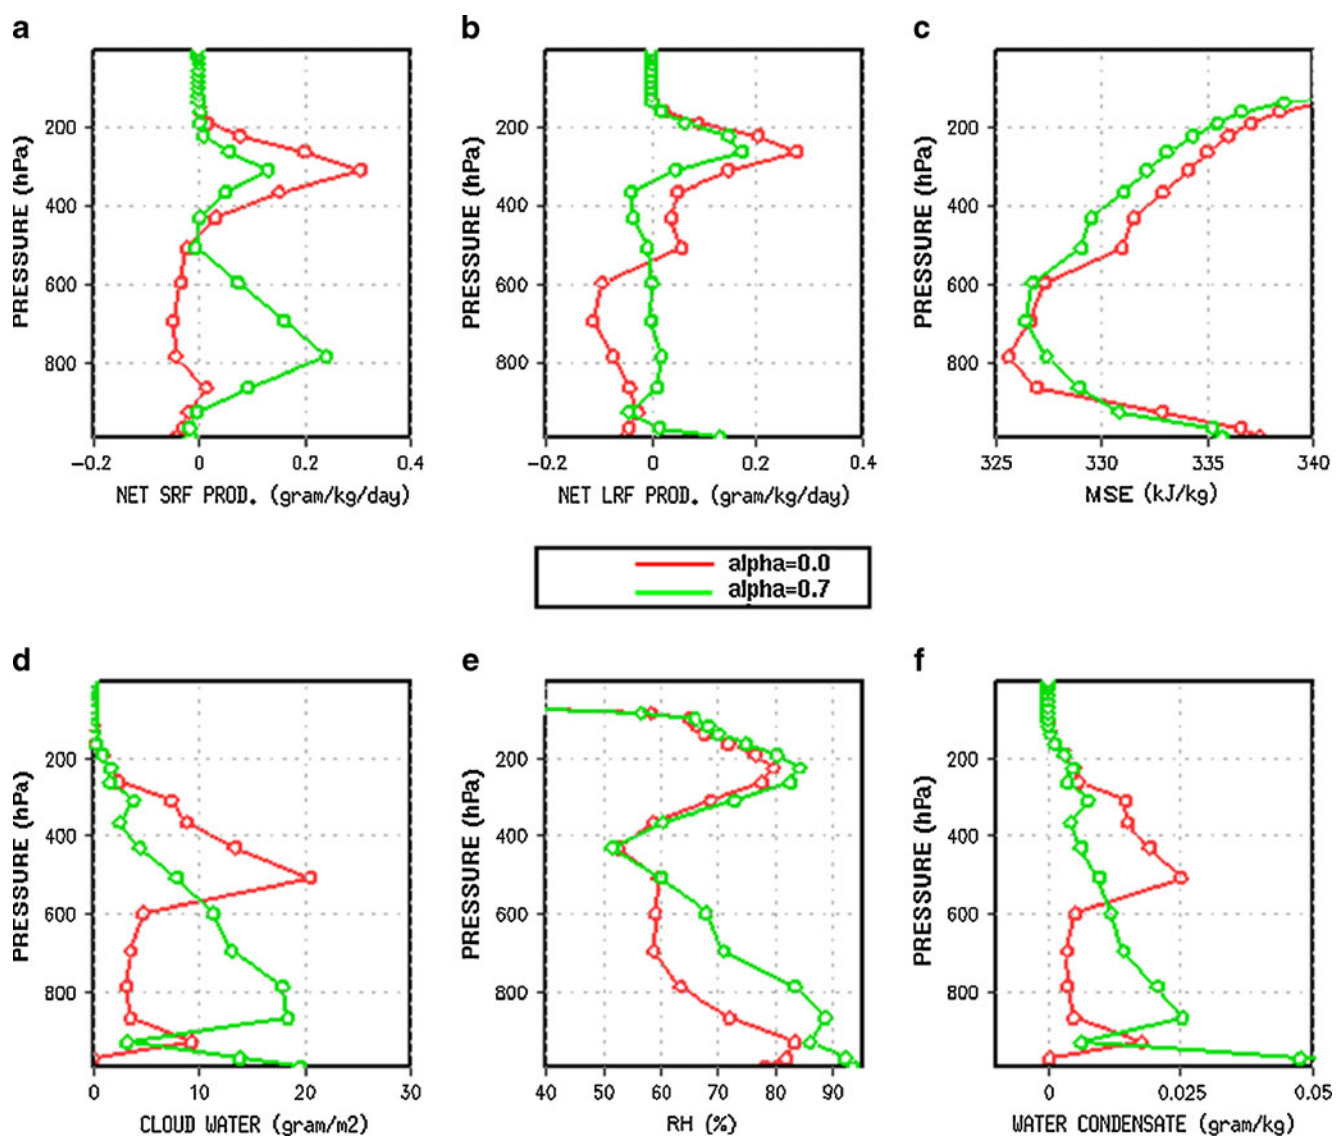 a
b
c
PRESSURE (hPa)
200
400
600
800
−0.2
0
0.2
0.4
NET SRF PROD. (gram/kg/day)
PRESSURE (hPa)
200
400
600
800
−0.2
0
0.2
0.4
NET LRF PROD. (gram/kg/day)
PRESSURE (hPa)
200
400
600
800
325
330
335
340
MSE (kJ/kg)
alpha=0.0
alpha=0.7
d
e
f
PRESSURE (hPa)
200
400
600
800
0
10
20
30
CLOUD WATER (gram/m2)
PRESSURE (hPa)
200
400
600
800
40
50
60
70
80
90
RH (%)
PRESSURE (hPa)
200
400
600
800
0
0.025
0.05
WATER CONDENSATE (gram/kg)